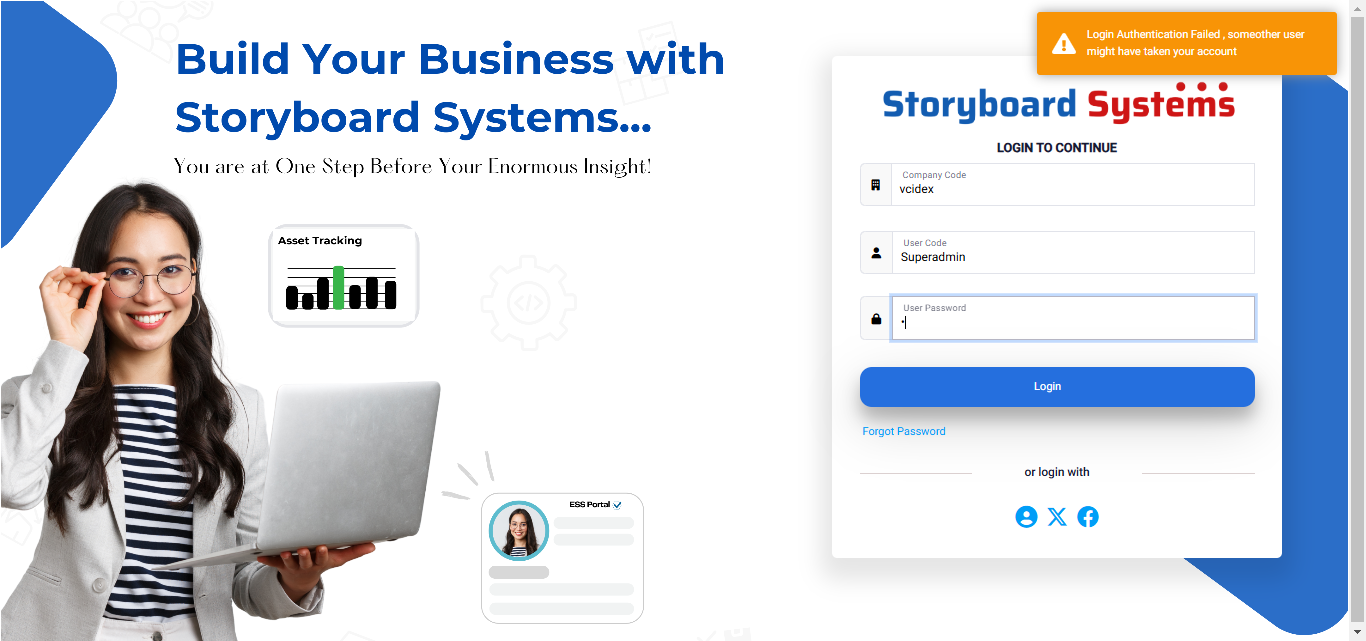 Build Your Business with
Storyboard Systems...
You are at One Step Before Your Enormous Insight!
Asset Tracking
ESS Portal
Login Authentication Failed , someother user
might have taken your account
Storyboard Systems
LOGIN TO CONTINUE
Company Code
vcidex
User Code
Superadmin
User Password
Login
Forgot Password
or login with